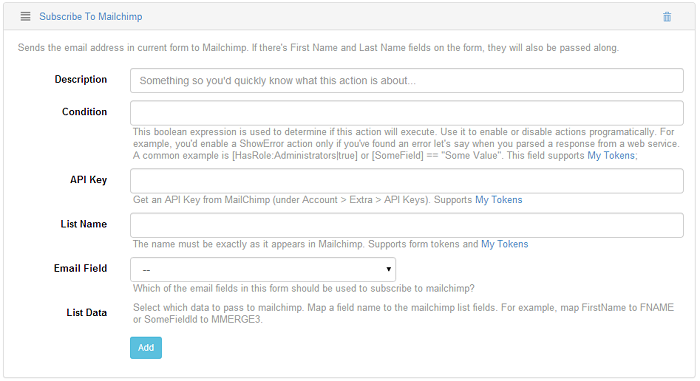 Subscribe To Mailchimp
Sends the email address in current form to Mailchimp. If there's First Name and Last Name fields on the form, they will also be passed along.
Description
Something so you'd quickly know what this action is about...
Condition
This boolean expression is used to determine if this action will execute. Use it to enable or disable actions programatically. For
example, you'd enable a ShowError action only if you've found an error let's say when you parsed a response from a web service.
A common example is [HasRole:Administrators|true] or [SomeField] == "Some Value". This field supports My Tokens;
API Key
Get an API Key from MailChimp (under Account > Extra > API Keys). Supports My Tokens
List Name
The name must be exactly as it appears in Mailchimp. Supports form tokens and My Tokens
Email Field
--
Which of the email fields in this form should be used to subscribe to mailchimp?
List Data
Select which data to pass to mailchimp. Map a field name to the mailchimp list fields. For example, map FirstName to FNAME
or SomeFieldId to MMERGE3.
Add